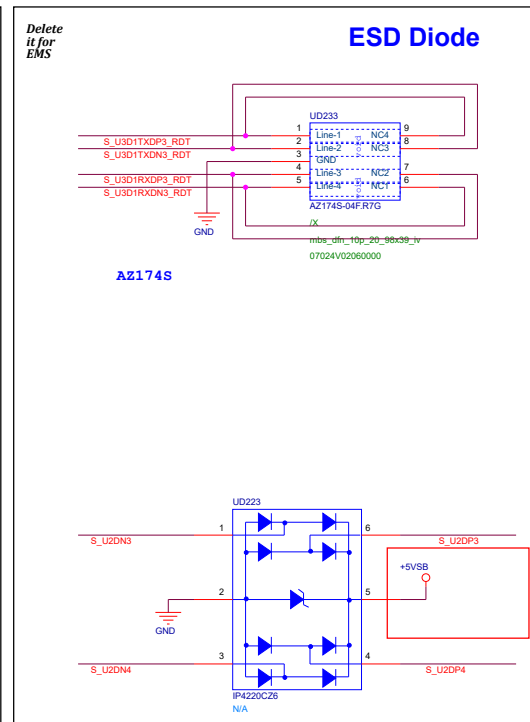 Delete
it for
EMS
ESD Diode
UD233
1 Line-1 NC4 9
S_U3D1TXDP3_RDT
2 Line-2 NC3 8
S_U3D1TXDN3_RDT
3 GND
4 Line-3 NC2 7
S_U3D1RXDP3_RDT
5 Line-4 NC1 6
S_U3D1RXDN3_RDT
AZ174S-04F.R7G
/X
GND
mbs_dfn_10p_20_98x39_iv
07024V02060000
AZ174S
UD223
1 6
S_U2DN3 S_U2DP3
+5VSB
2 5
GND
3 4
S_U2DN4 S_U2DP4
IP4220CZ6
N/A